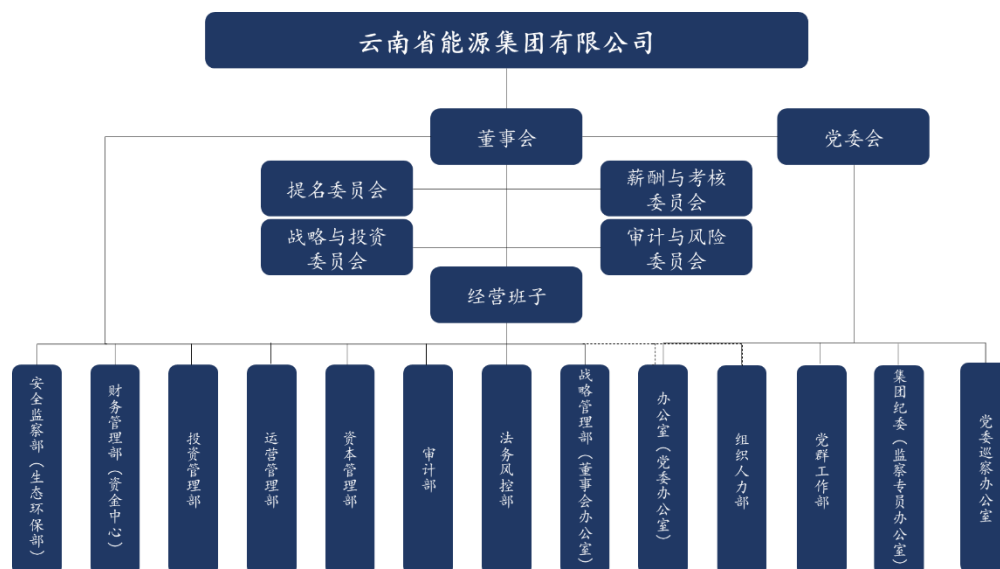 云南省能源集团有限公司
董事会
党委会
提名委员会
薪酬与考核
委员会
战略与投资
委员会
审计与风险
委员会
经营班子
安全监察部（生态环保部）
财务管理部（资金中心）
投资管理部
运营管理部
资本管理部
审计部
法务风控部
战略管理部（董事会办公室）
办公室（党委办公室）
组织人力部
党群工作部
集团纪委（监察专员办公室）
党委巡察办公室